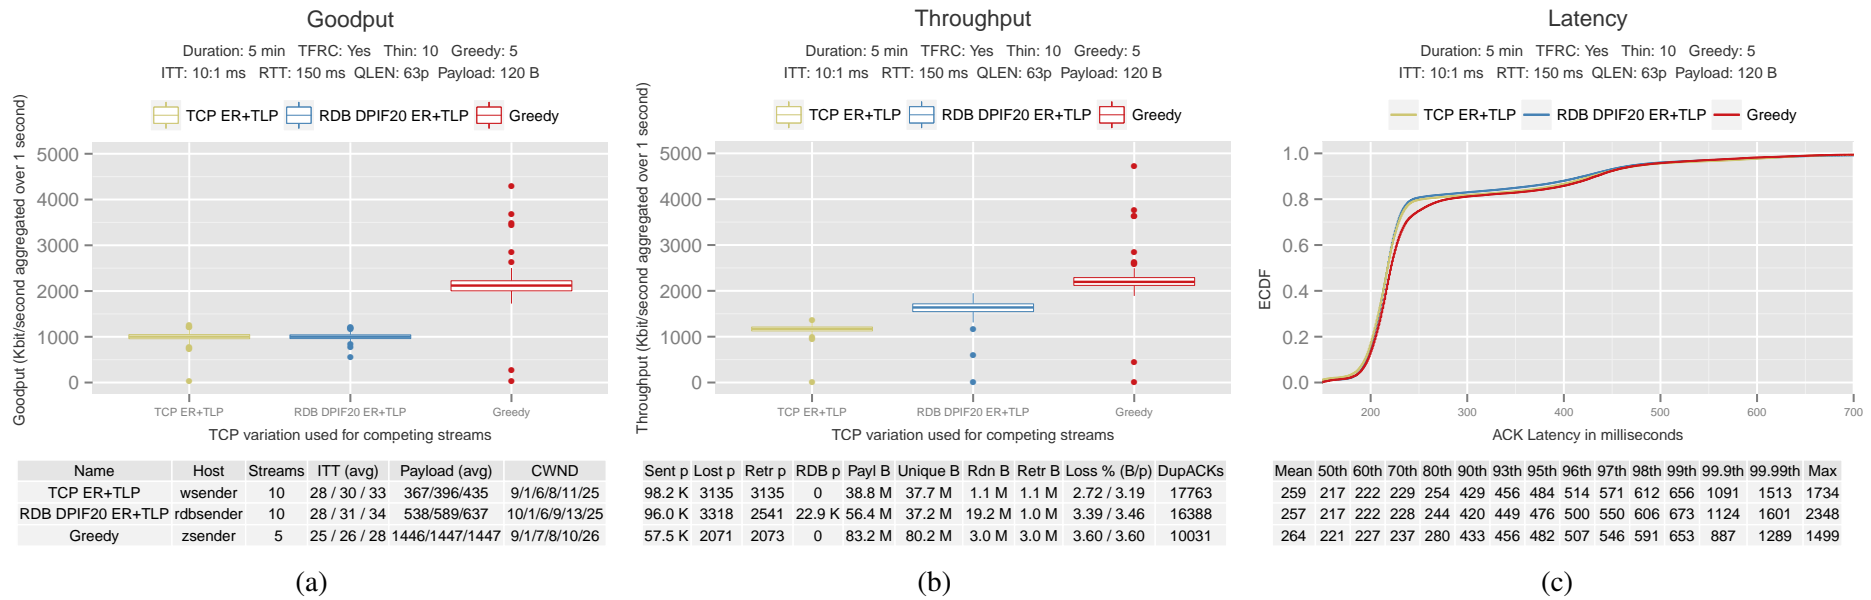 Goodput
Duration: 5 min TFRC: Yes Thin: 10 Greedy: 5
ITT: 10:1 ms RTT: 150 ms QLEN: 63p Payload: 120 B
TCP ER+TLP RDB DPIF20 ER+TLP Greedy
Goodput (Kbit/second aggregated over 1 second)
5000
4000
3000
2000
1000
0
TCP ER+TLP RDB DPIF20 ER+TLP Greedy
TCP variation used for competing streams
Name Host Streams ITT (avg) Payload (avg) CWND
TCP ER+TLP wsender 10 28 / 30 / 33 367/396/435 9/1/6/8/11/25
RDB DPIF20 ER+TLP rdbsender 10 28 / 31 / 34 538/589/637 10/1/6/9/13/25
Greedy zsender 5 25 / 26 / 28 1446/1447/1447 9/1/7/8/10/26
(a)
Throughput
Duration: 5 min TFRC: Yes Thin: 10 Greedy: 5
ITT: 10:1 ms RTT: 150 ms QLEN: 63p Payload: 120 B
TCP ER+TLP RDB DPIF20 ER+TLP Greedy
Throughput (Kbit/second aggregated over 1 second)
5000
4000
3000
2000
1000
0
TCP ER+TLP RDB DPIF20 ER+TLP Greedy
TCP variation used for competing streams
Sent p Lost p Retr p RDB p Payl B Unique B Rdn B Retr B Loss % (B/p) DupACKs
98.2 K 3135 3135 0 38.8 M 37.7 M 1.1 M 1.1 M 2.72 / 3.19 17763
96.0 K 3318 2541 22.9 K 56.4 M 37.2 M 19.2 M 1.0 M 3.39 / 3.46 16388
57.5 K 2071 2073 0 83.2 M 80.2 M 3.0 M 3.0 M 3.60 / 3.60 10031
(b)
Latency
Duration: 5 min TFRC: Yes Thin: 10 Greedy: 5
ITT: 10:1 ms RTT: 150 ms QLEN: 63p Payload: 120 B
TCP ER+TLP RDB DPIF20 ER+TLP Greedy
ECDF
1.0
0.8
0.6
0.4
0.2
0.0
200 300 400 500 600 700
ACK Latency in milliseconds
Mean 50th 60th 70th 80th 90th 93th 95th 96th 97th 98th 99th 99.9th 99.99th Max
259 217 222 229 254 429 456 484 514 571 612 656 1091 1513 1734
257 217 222 228 244 420 449 476 500 550 606 673 1124 1601 2348
264 221 227 237 280 433 456 482 507 546 591 653 887 1289 1499
(c)